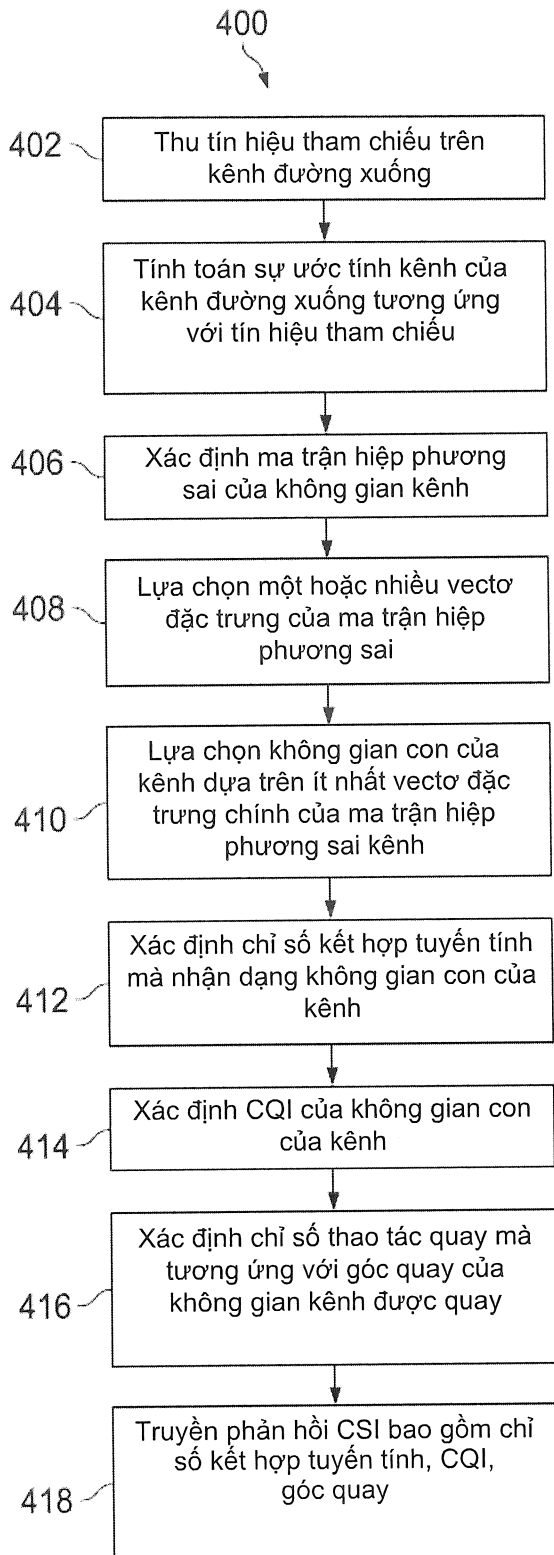 400
402
Thu tín hiệu tham chiếu trên
kênh đường xuống
404
Tính toán sự ước tính kênh của
kênh đường xuống tương ứng
với tín hiệu tham chiếu
406
Xác định ma trận hiệp phương
sai của không gian kênh
408
Lựa chọn một hoặc nhiều vectơ
đặc trưng của ma trận hiệp
phương sai
410
Lựa chọn không gian con của
kênh dựa trên ít nhất vectơ đặc
trưng chính của ma trận hiệp
phương sai kênh
412
Xác định chỉ số kết hợp tuyến tính
mà nhận dạng không gian con của
kênh
414
Xác định CQI của không gian con
của kênh
416
Xác định chỉ số thao tác quay mà
tương ứng với góc quay của
không gian kênh được quay
418
Truyền phản hồi CSI bao gồm chỉ
số kết hợp tuyến tính, CQI,
góc quay